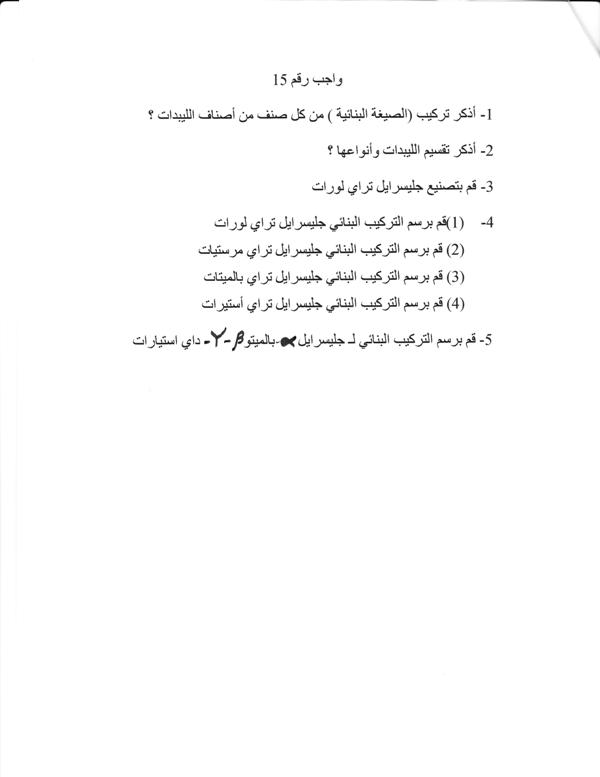 واجب رقم 15
1- أذكر تركيب (الصيغة البنائية ) من كل صنف من أصناف الليبدات ؟
2- أذكر تقسيم الليبدات وأنواعها ؟
3- قم بتصنيع جليسرايل تراي لورات
4- (1)قم برسم التركيب البنائي جليسرايل تراي لورات
(2) قم برسم التركيب البنائي جليسرايل تراي مرستيات
(3) قم برسم التركيب البنائي جليسرايل تراي بالميتات
(4) قم برسم التركيب البنائي جليسرايل تراي أستيرات
5- قم برسم التركيب البنائي لـ جليسرايل α-بالميتو β-γ- داي استيارات